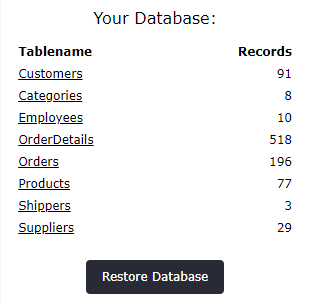 Your Database:
Tablename Records
Customers 91
Categories 8
Employees 10
OrderDetails 518
Orders 196
Products 77
Shippers 3
Suppliers 29
Restore Database